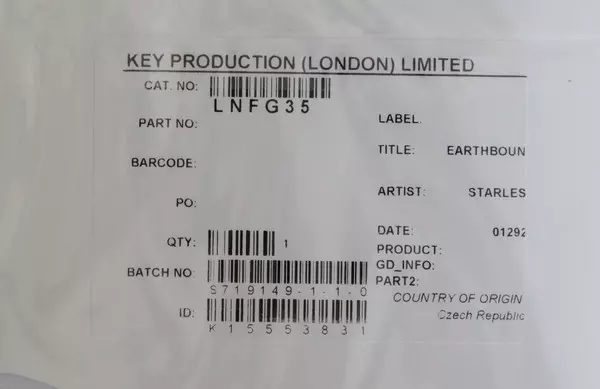 KEY PRODUCTION (LONDON) LIMITED
CAT. NO:
LNFG35
PART NO:
BARCODE:
PO:
QTY: 1
BATCH NO
S719149-1-1-0
ID:
K15553831
LABEL.
TITLE: EARTHBOUN
ARTIST: STARLES
DATE: 01292
PRODUCT:
GD_INFO:
PART2:
COUNTRY OF ORIGIN
Czech Republic